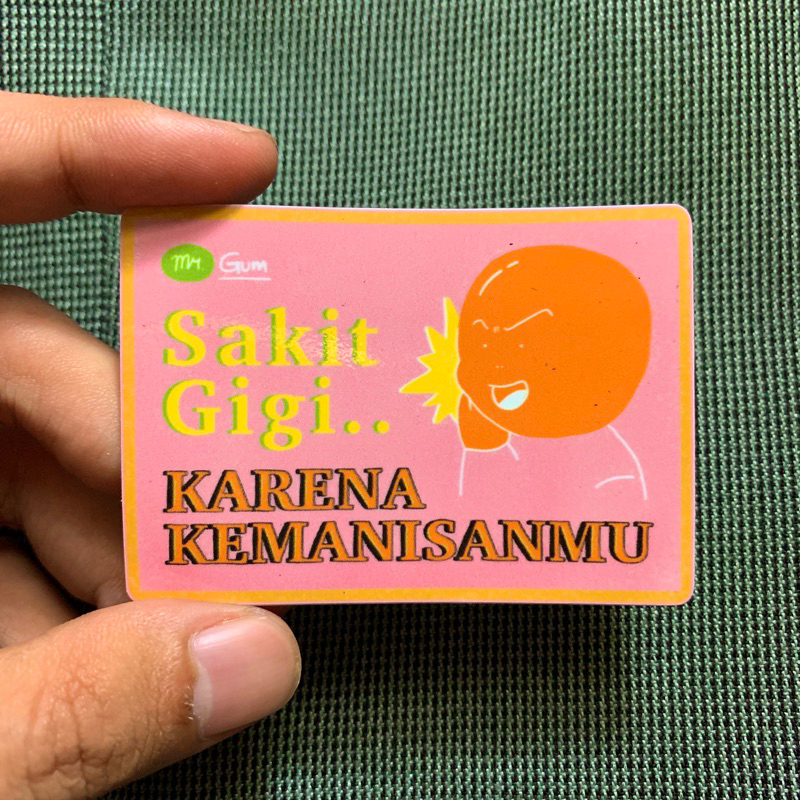 Mr. Gum
Sakit
Gigi..
KARENA
KEMANISANMU